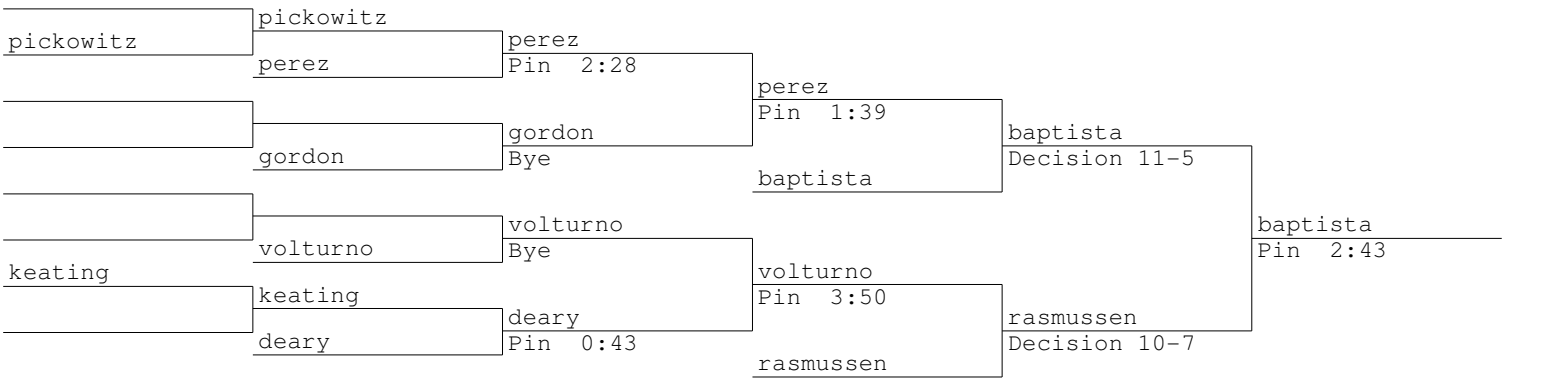 pickowitz
pickowitz
perez
perez
Pin 2:28
gordon
gordon
Bye
perez
Pin 1:39
baptista
baptista
Decision 11-5
volturno
volturno
Bye
keating
keating
deary
deary
Pin 0:43
volturno
Pin 3:50
rasmussen
rasmussen
Decision 10-7
baptista
Pin 2:43